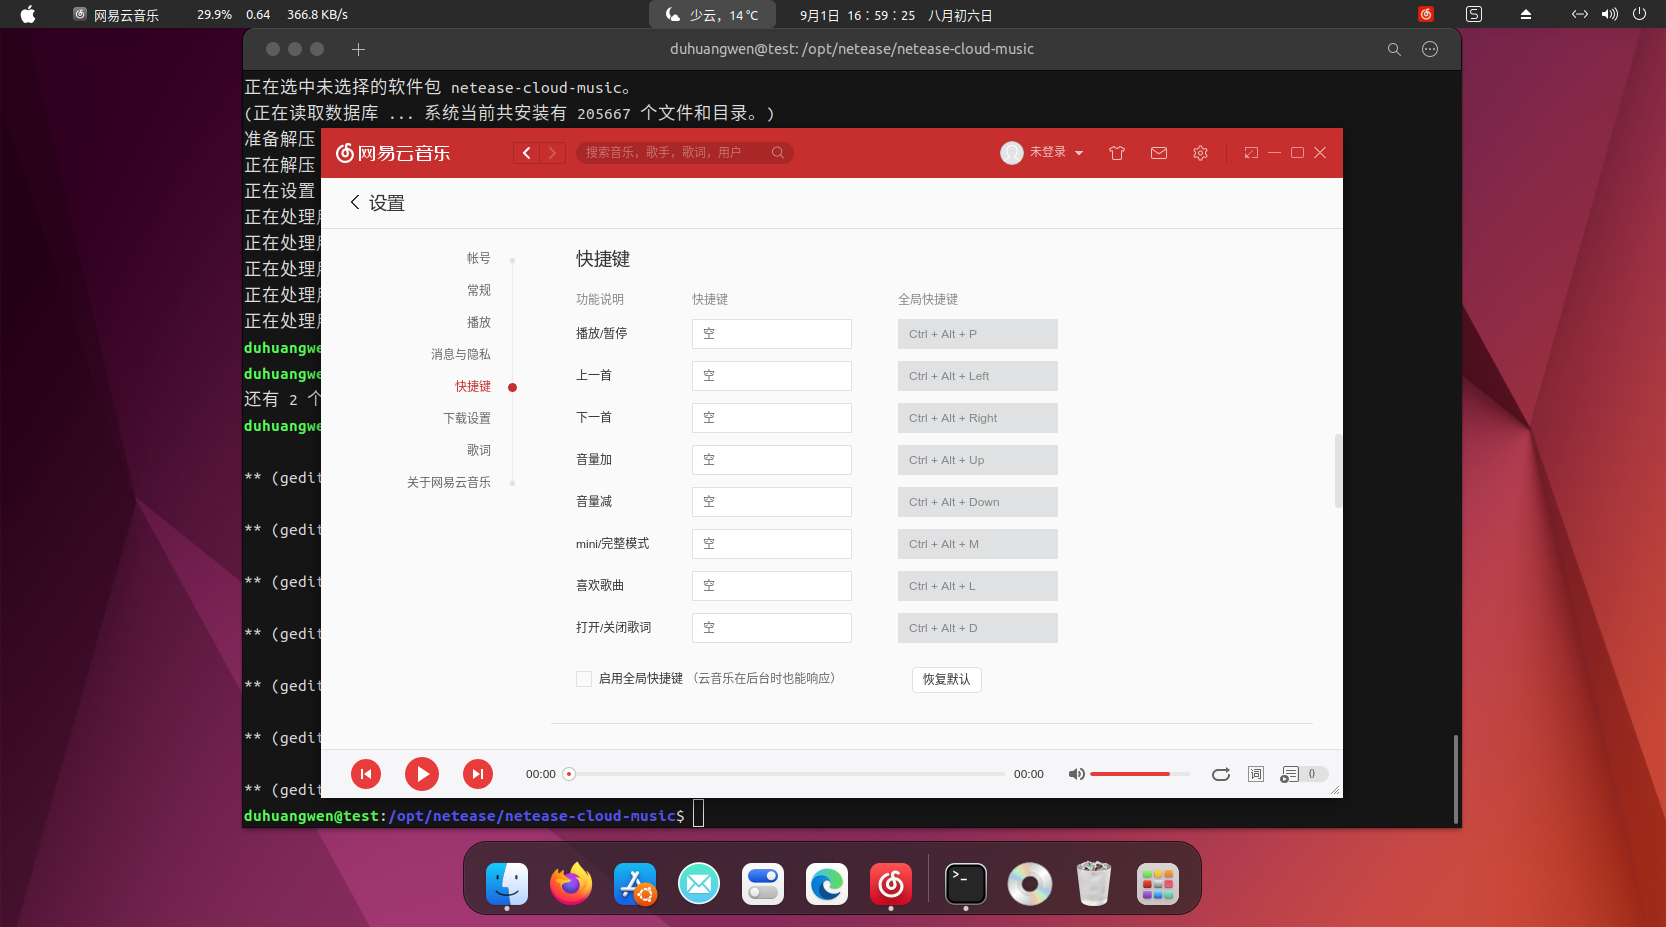 网易云音乐 29.9% 0.64 366.8 KB/s 少云，14 °C 9月1日 16：59：25 八月初六日
duhuangwen@test: /opt/netease/netease-cloud-music
正在选中未选择的软件包 netease-cloud-music。
(正在读取数据库 ... 系统当前共安装有 205667 个文件和目录。)
准备解压
正在解压
正在设置
正在处理
正在处理
正在处理
正在处理
正在处理
duhuangwe
duhuangwe
还有 2 个
duhuangwe
** (gedit
** (gedit
** (gedit
** (gedit
** (gedit
** (gedit
** (gedit
duhuangwen@test:/opt/netease/netease-cloud-music$
网易云音乐 搜索音乐，歌手，歌词，用户 未登录
设置
帐号
常规
播放
消息与隐私
快捷键
下载设置
歌词
关于网易云音乐
快捷键
功能说明 快捷键 全局快捷键
播放/暂停 空 Ctrl + Alt + P
上一首 空 Ctrl + Alt + Left
下一首 空 Ctrl + Alt + Right
音量加 空 Ctrl + Alt + Up
音量减 空 Ctrl + Alt + Down
mini/完整模式 空 Ctrl + Alt + M
喜欢歌曲 空 Ctrl + Alt + L
打开/关闭歌词 空 Ctrl + Alt + D
启用全局快捷键 （云音乐在后台时也能响应） 恢复默认
00:00 00:00 词 0